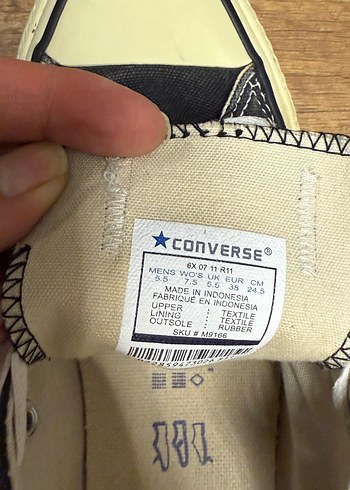 CONVERSE®
6X 07 11 R11
MENS WO'S UK EUR CM
5.5 7.5 5.5 38 24.5
MADE IN INDONESIA
FABRIQUÉ EN INDONESIA
UPPER : TEXTILE
LINING : TEXTILE
OUTSOLE : RUBBER
SKU # M9166